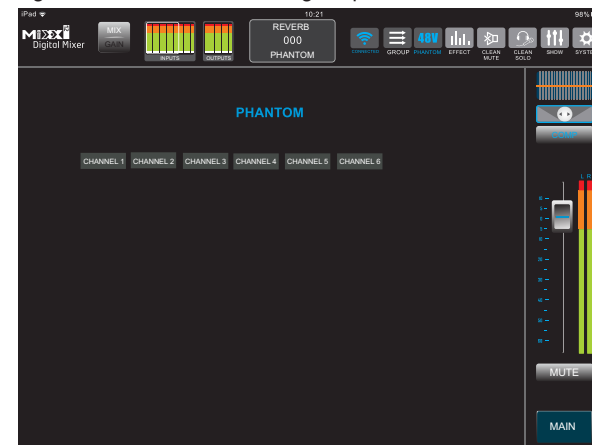 iPad 10:21 98%
MiXXi
Digital Mixer
MIX
GAIN
INPUTS
OUTPUTS
REVERB
000
PHANTOM
CONNECTED
GROUP
48V
PHANTOM
EFFECT
CLEAN
MUTE
CLEAN
SOLO
SHOW
SYSTE
PHANTOM
CHANNEL 1 CHANNEL 2 CHANNEL 3 CHANNEL 4 CHANNEL 5 CHANNEL 6
L R
MUTE
MAIN